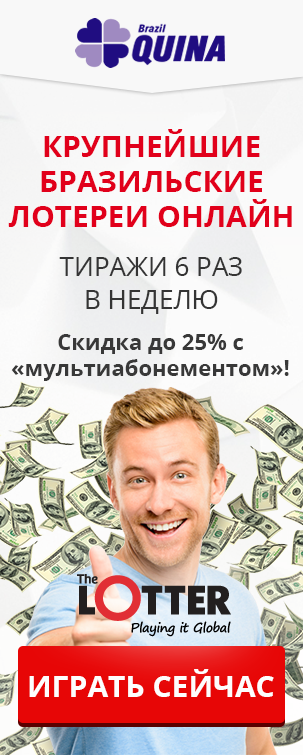 Brazil
QUINA
КРУПНЕЙШИЕ
БРАЗИЛЬСКИЕ
ЛОТЕРЕИ ОНЛАЙН
ТИРАЖИ 6 РАЗ
В НЕДЕЛЮ
Скидка до 25% с
«мультиабонементом»!
The
LOTTER
Playing it Global
ИГРАТЬ СЕЙЧАС